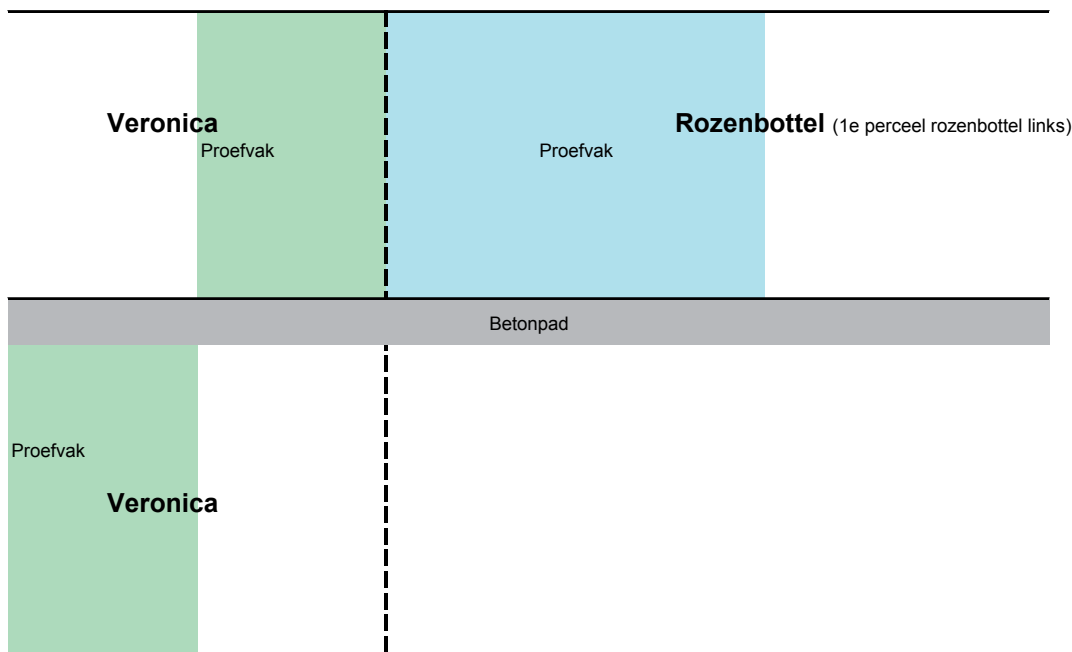 Veronica
Rozenbottel (1e perceel rozenbottel links)
Proefvak
Proefvak
Betonpad
Proefvak
Veronica